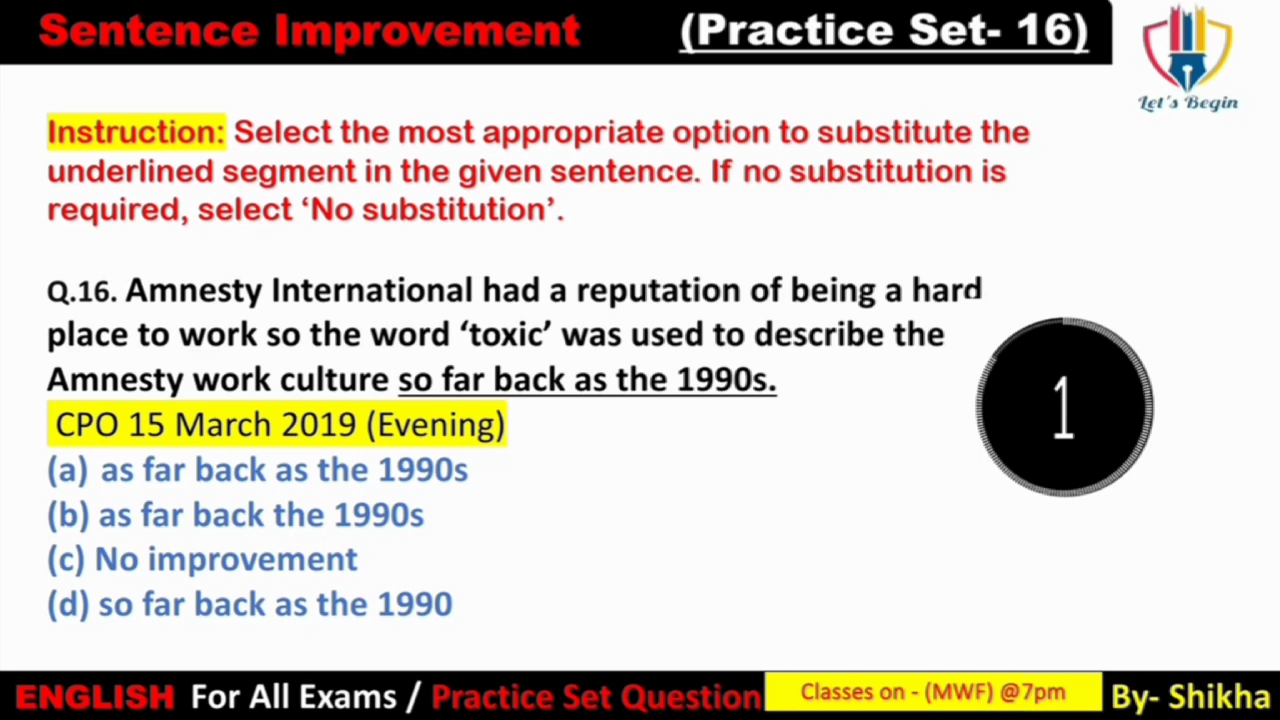 Sentence Improvement (Practice Set- 16)
Let's Begin
Instruction: Select the most appropriate option to substitute the
underlined segment in the given sentence. If no substitution is
required, select ‘No substitution’.
Q.16. Amnesty International had a reputation of being a hard
place to work so the word ‘toxic’ was used to describe the
Amnesty work culture so far back as the 1990s.
1
CPO 15 March 2019 (Evening)
(a) as far back as the 1990s
(b) as far back the 1990s
(c) No improvement
(d) so far back as the 1990
ENGLISH For All Exams / Practice Set Question Classes on - (MWF) @7pm By- Shikha